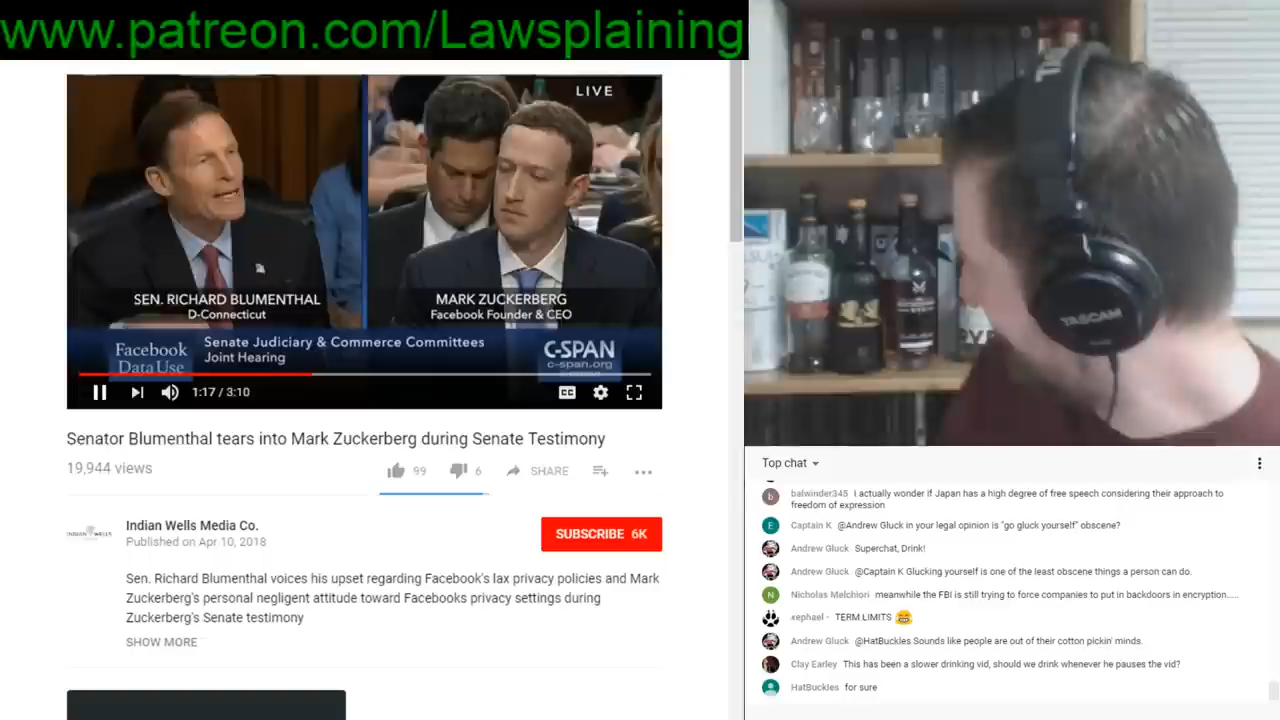 www.patreon.com/Lawsplaining
LIVE
SEN. RICHARD BLUMENTHAL
D-Connecticut
MARK ZUCKERBERG
Facebook Founder & CEO
Facebook
Data Use
Senate Judiciary & Commerce Committees
Joint Hearing
C-SPAN
c-span.org
1:17 / 3:10
CC
Senator Blumenthal tears into Mark Zuckerberg during Senate Testimony
19,944 views
99
6
SHARE
INDIAN WELLS
Indian Wells Media Co.
Published on Apr 10, 2018
SUBSCRIBE 6K
Sen. Richard Blumenthal voices his upset regarding Facebook's lax privacy policies and Mark
Zuckerberg's personal negligent attitude toward Facebooks privacy settings during
Zuckerberg's Senate testimony
SHOW MORE
TASCAM
Top chat
b
balwinder345 I actually wonder if Japan has a high degree of free speech considering their approach to
freedom of expression
E
Captain K @Andrew Gluck in your legal opinion is "go gluck yourself" obscene?
Andrew Gluck Superchat, Drink!
Andrew Gluck @Captain K Glucking yourself is one of the least obscene things a person can do.
N
Nicholas Melchiori meanwhile the FBI is still trying to force companies to put in backdoors in encryption.....
xephael - TERM LIMITS 😂
Andrew Gluck @HatBuckles Sounds like people are out of their cotton pickin' minds.
Clay Earley This has been a slower drinking vid, should we drink whenever he pauses the vid?
HatBuckles for sure